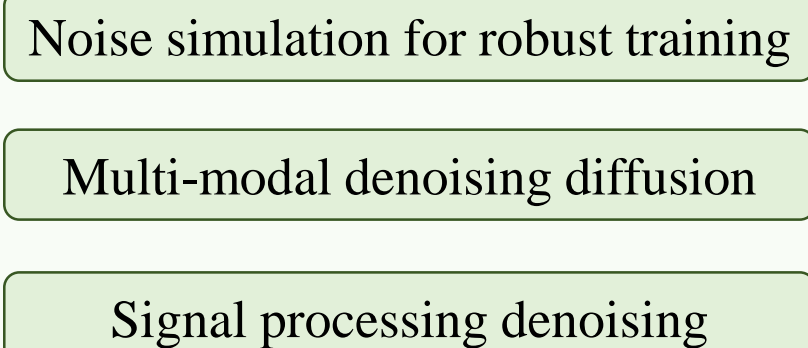 Noise simulation for robust training
Multi-modal denoising diffusion
Signal processing denoising